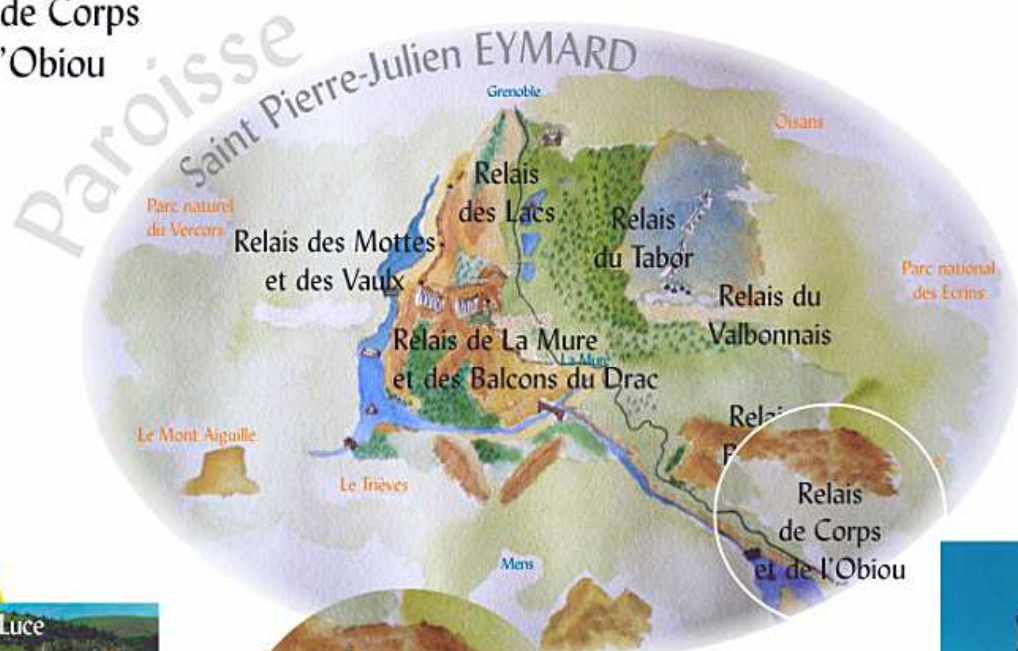 de Corps
'Obiou
Paroisse
Saint Pierre-Julien EYMARD
Grenoble
Oisans
Relais
des Lacs
Parc naturel
du Vercors
Relais des Mottes
et des Vaulx
Relais
du Tabor
Parc national
des Ecrins
Relais du
Valbonnais
Relais de La Mure
La Mure
et des Balcons du Drac
Le Mont Aiguille
Le Trièves
Relais
de Corps
et de l'Obiou
Mens
Luce